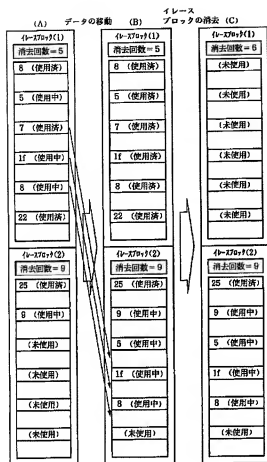 (A)
データの移動
(B)
イレース
ブロックの消去
(C)
イレースブロック(1)
消去回数=5
8 (使用済)
5 (使用中)
7 (使用済)
1f (使用中)
8 (使用中)
22 (使用済)
イレースブロック(2)
消去回数=9
25 (使用済)
9 (使用中)
(未使用)
(未使用)
(未使用)
(未使用)
イレースブロック(1)
消去回数=5
8 (使用済)
5 (使用済)
7 (使用済)
1f (使用済)
8 (使用済)
22 (使用済)
イレースブロック(2)
消去回数=9
25 (使用済)
9 (使用中)
5 (使用中)
1f (使用中)
8 (使用中)
(未使用)
イレースブロック(1)
消去回数=6
(未使用)
(未使用)
(未使用)
(未使用)
(未使用)
(未使用)
イレースブロック(2)
消去回数=9
25 (使用済)
9 (使用中)
5 (使用中)
1f (使用中)
8 (使用中)
(未使用)